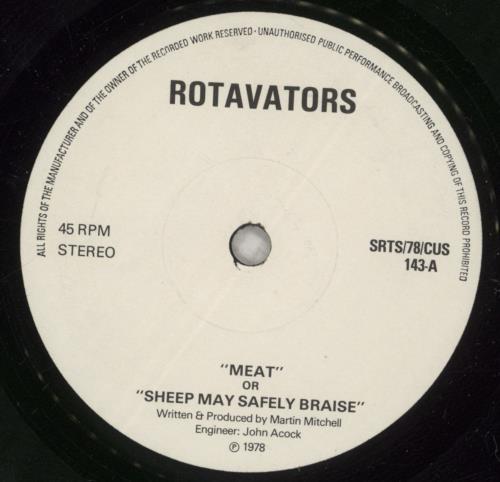 ALL RIGHTS OF THE MANUFACTURER AND OF THE OWNER OF THE RECORDED WORK RESERVED · UNAUTHORISED PUBLIC PERFORMANCE BROADCASTING AND COPYING OF THIS RECORD PROHIBITED
ROTAVATORS
45 RPM
STEREO
SRTS/78/CUS
143-A
"MEAT"
OR
"SHEEP MAY SAFELY BRAISE"
Written & Produced by Martin Mitchell
Engineer: John Acock
℗ 1978